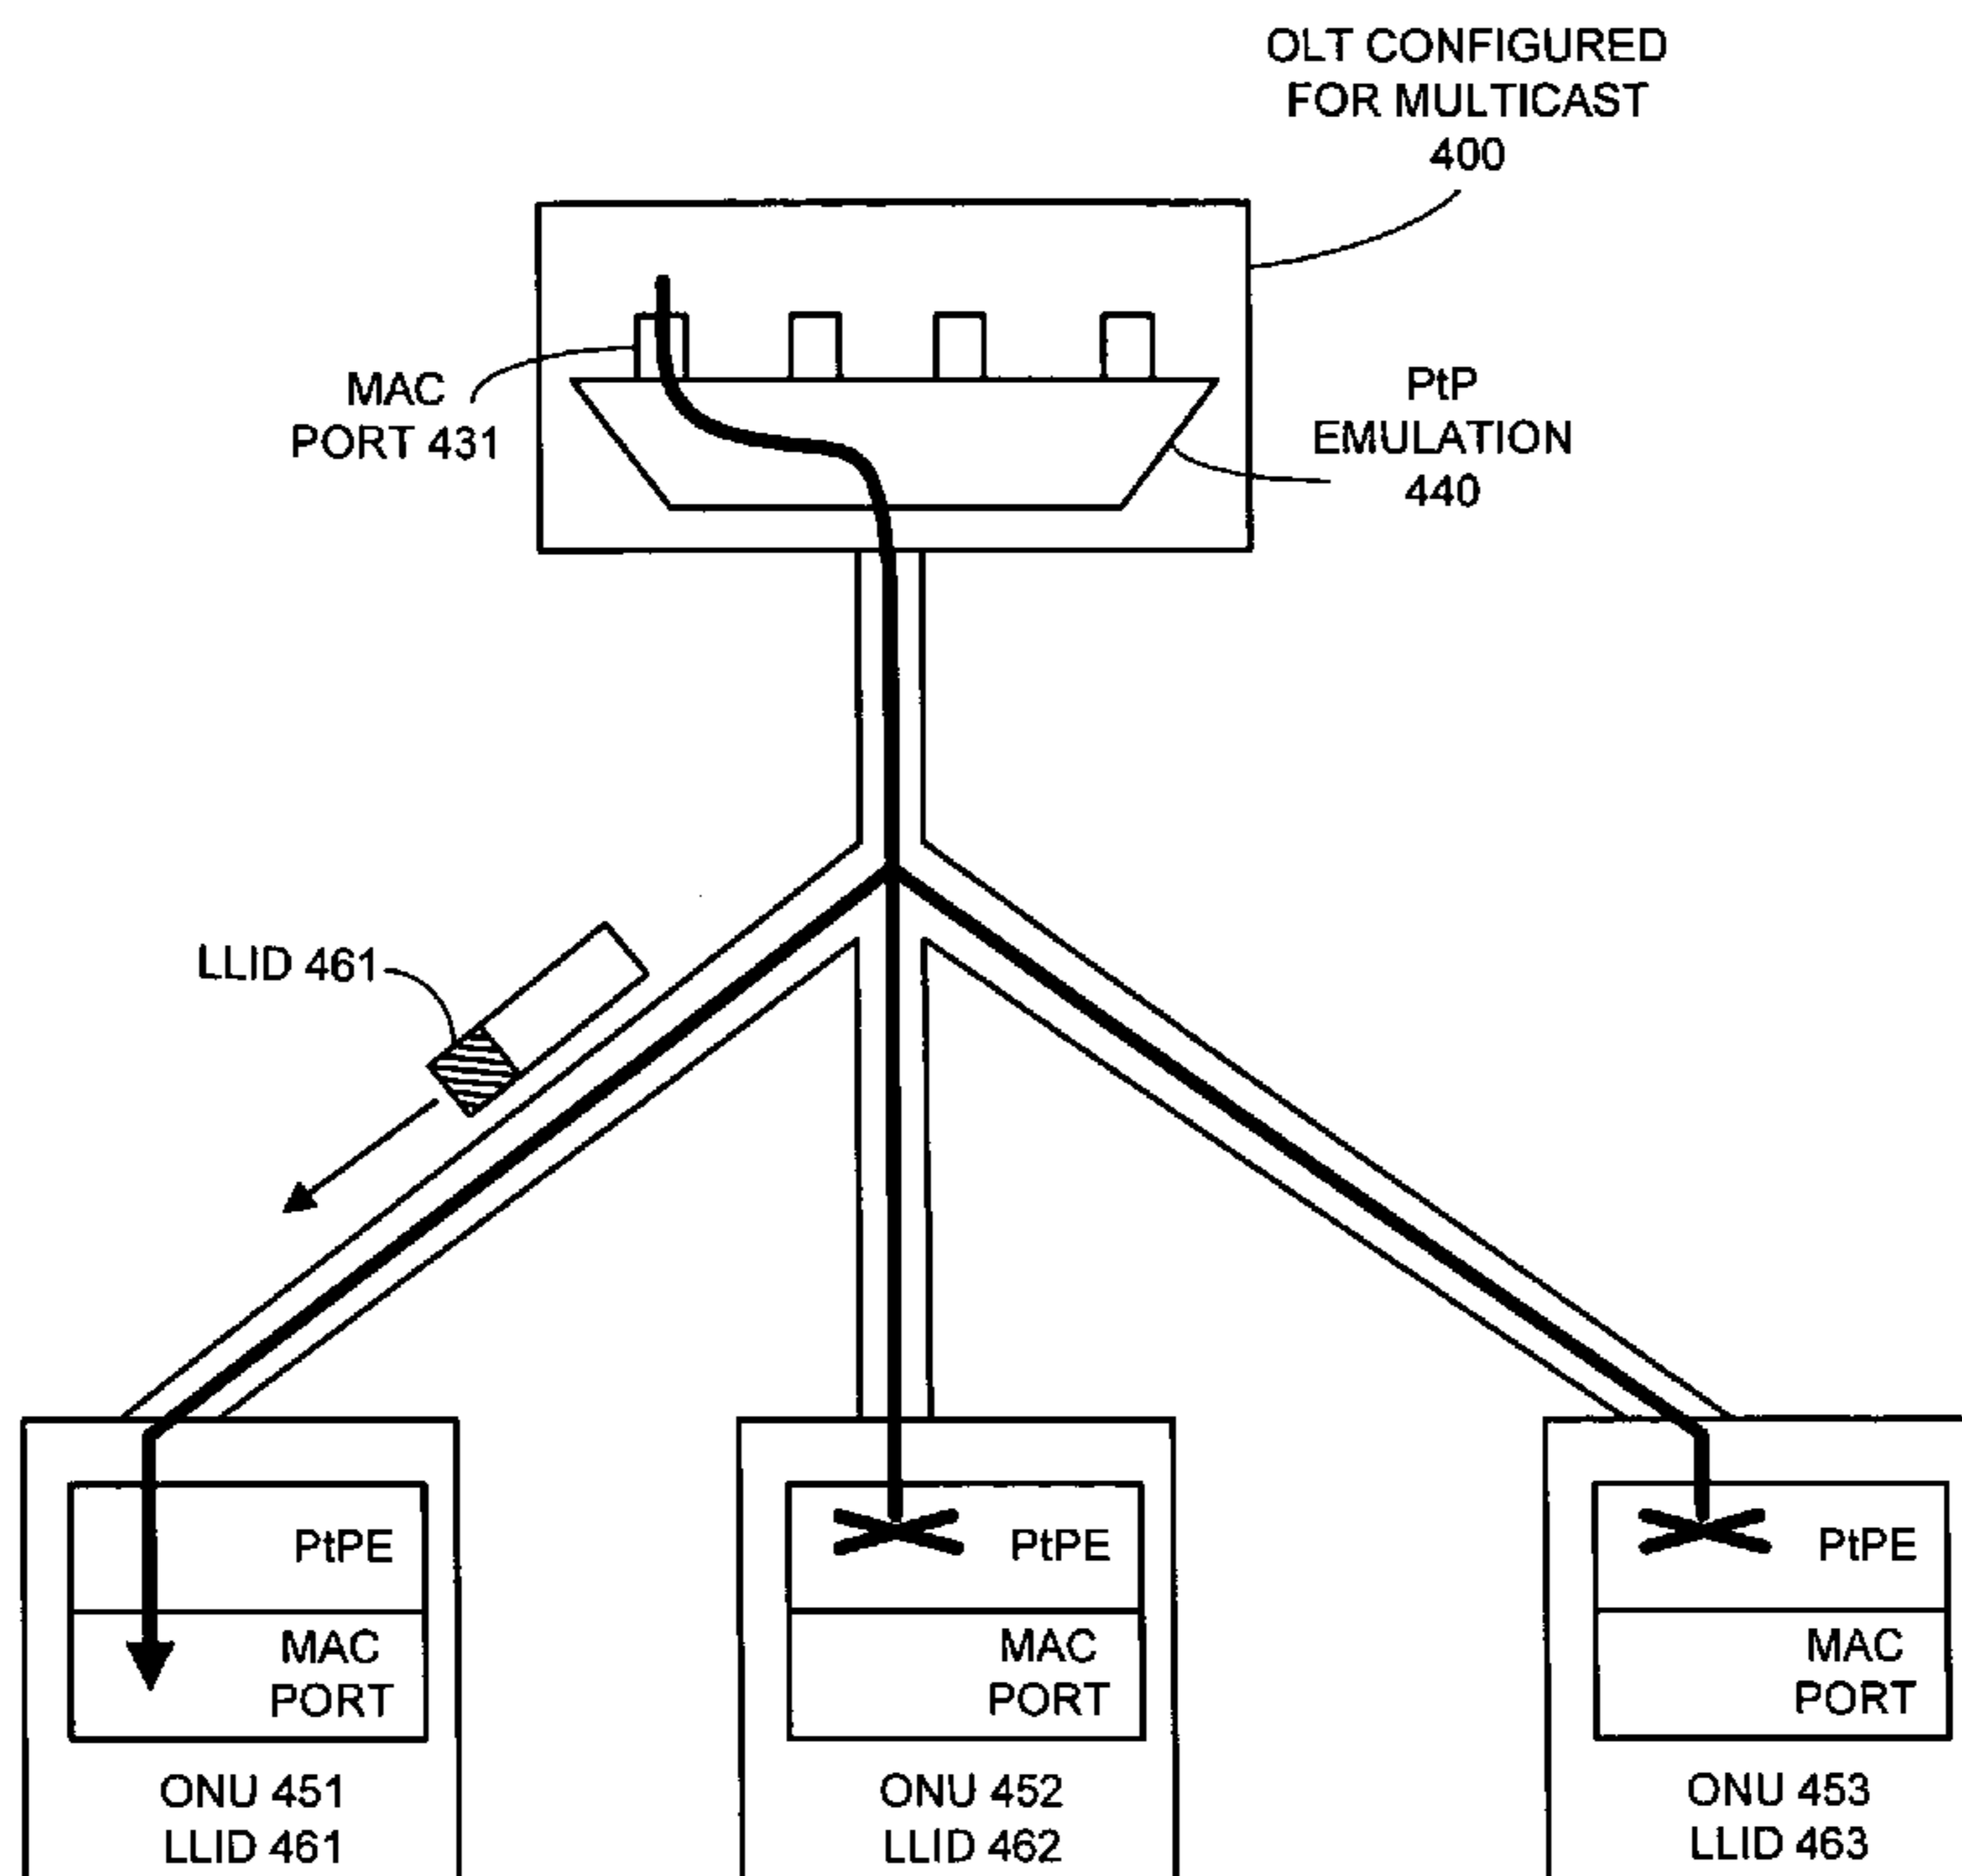 OLT CONFIGURED
FOR MULTICAST
400
MAC
PORT 431
PtP
EMULATION
440
LLID 461
PtPE
MAC
PORT
ONU 451
LLID 461
PtPE
MAC
PORT
ONU 452
LLID 462
PtPE
MAC
PORT
ONU 453
LLID 463